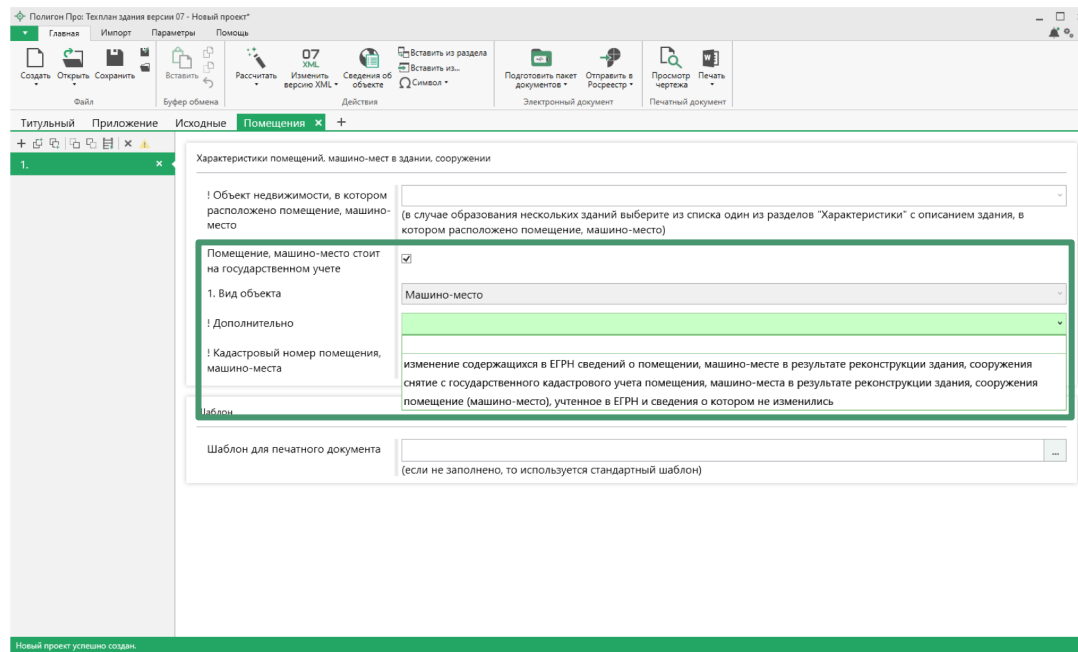 Полигон Про: Техплан здания версии 07 - Новый проект*
Главная Импорт Параметры Помощь
Создать Открыть Сохранить
Файл
Вставить
Буфер обмена
Рассчитать
07 XML
Изменить версию XML
Сведения об объекте
Вставить из раздела
Вставить из...
Символ
Действия
Подготовить пакет документов
Отправить в Росреестр
Электронный документ
Просмотр чертежа
Печать
Печатный документ
Титульный Приложение Исходные Помещения
1.
Характеристики помещений, машино-мест в здании, сооружении
! Объект недвижимости, в котором
расположено помещение, машино-
место
(в случае образования нескольких зданий выберите из списка один из разделов "Характеристики" с описанием здания, в
котором расположено помещение, машино-место)
Помещение, машино-место стоит
на государственном учете
1. Вид объекта
Машино-место
! Дополнительно
! Кадастровый номер помещения,
машино-места
изменение содержащихся в ЕГРН сведений о помещении, машино-месте в результате реконструкции здания, сооружения
снятие с государственного кадастрового учета помещения, машино-места в результате реконструкции здания, сооружения
помещение (машино-место), учтенное в ЕГРН и сведения о котором не изменились
Шаблон для печатного документа
...
(если не заполнено, то используется стандартный шаблон)
Новый проект успешно создан.